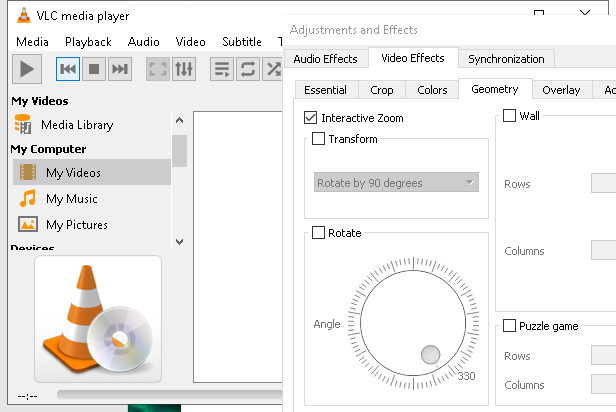 VLC media player
Media Playback Audio Video Subtitle T
My Videos
Media Library
My Computer
My Videos
My Music
My Pictures
Devices
--:--
Adjustments and Effects
Audio Effects Video Effects Synchronization
Essential Crop Colors Geometry Overlay
Interactive Zoom
Transform
Rotate by 90 degrees
Rotate
Angle
330
Wall
Rows
Columns
Puzzle game
Rows
Columns